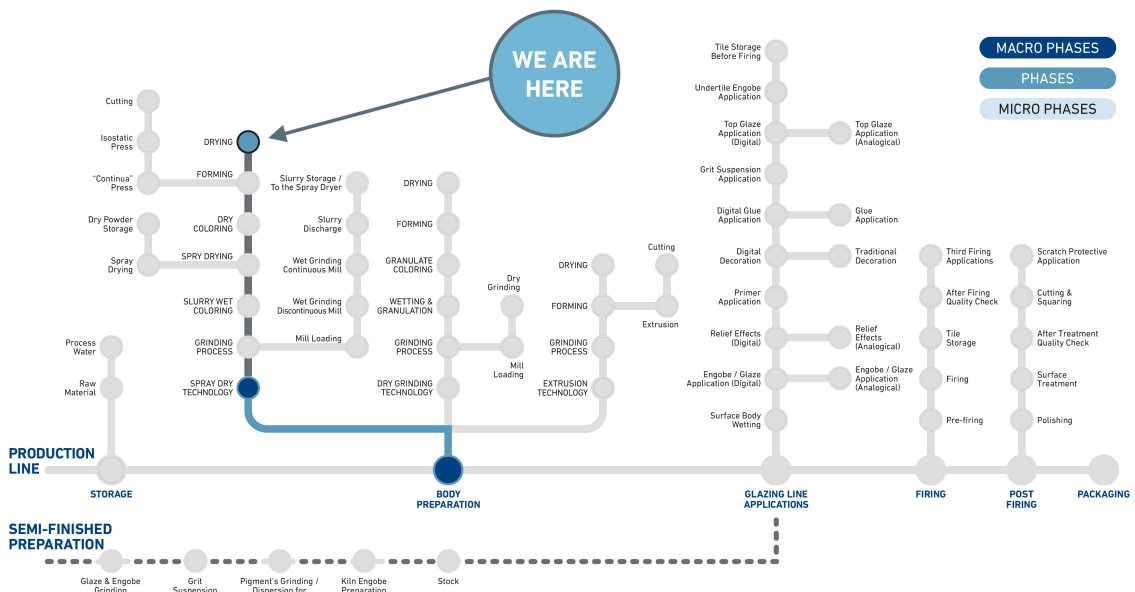 WE ARE
HERE
MACRO PHASES
PHASES
MICRO PHASES
Cutting
Isostatic
Press
"Continua"
Press
Dry Powder
Storage
Spray
Drying
Process
Water
Raw
Material
DRYING
FORMING
DRY
COLORING
SPRY DRYING
SLURRY WET
COLORING
GRINDING
PROCESS
SPRAY DRY
TECHNOLOGY
Slurry Storage /
To the Spray Dryer
Slurry
Discharge
Wet Grinding
Continuous Mill
Wet Grinding
Discontinuous Mill
Mill Loading
DRYING
FORMING
GRANULATE
COLORING
WETTING &
GRANULATION
GRINDING
PROCESS
DRY GRINDING
TECHNOLOGY
Dry
Grinding
Mill
Loading
DRYING
FORMING
GRINDING
PROCESS
EXTRUSION
TECHNOLOGY
Cutting
Extrusion
Tile Storage
Before Firing
Undertile Engobe
Application
Top Glaze
Application
(Digital)
Top Glaze
Application
(Analogical)
Grit Suspension
Application
Digital Glue
Application
Glue
Application
Digital
Decoration
Traditional
Decoration
Primer
Application
Relief Effects
(Digital)
Relief
Effects
(Analogical)
Engobe / Glaze
Application (Digital)
Engobe / Glaze
Application
(Analogical)
Surface Body
Wetting
Third Firing
Applications
After Firing
Quality Check
Tile
Storage
Firing
Pre-firing
Scratch Protective
Application
Cutting &
Squaring
After Treatment
Quality Check
Surface
Treatment
Polishing
PRODUCTION
LINE
STORAGE
BODY
PREPARATION
GLAZING LINE
APPLICATIONS
FIRING
POST
FIRING
PACKAGING
SEMI-FINISHED
PREPARATION
Glaze & Engobe
Grinding
Grit
Suspension
Pigment's Grinding /
Dispersion for
Kiln Engobe
Preparation
Stock